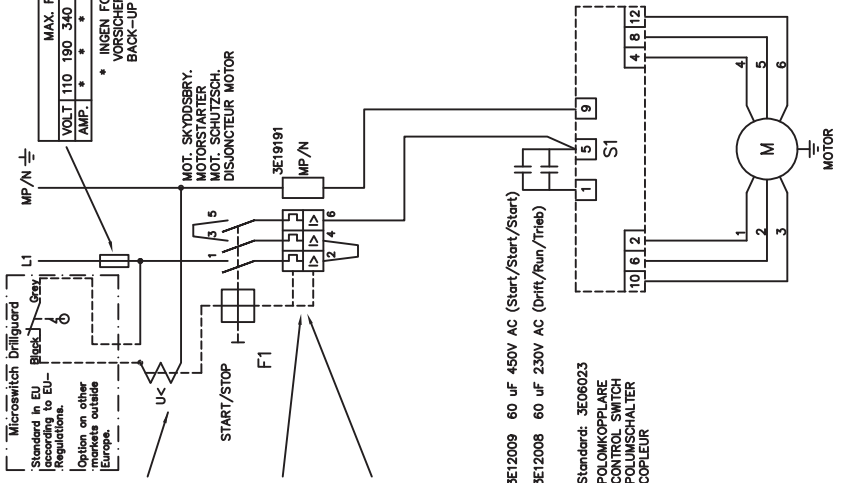 Microswitch Drillguard
Grey
Black
Standard in EU
according to EU-
Regulations.
Option on other
markets outside
Europe.
L1
MP/N
MAX. F
VOLT 110 190 340
AMP. * * *
* INGEN FO
VORSICHER
BACK-UP
MOT. SKYDDSBRY.
MOTORSTARTER
MOT. SCHUTZSCH.
DISJONCTEUR MOTOR
3E19191
MP/N
1 3 5
I> I> I>
2 4 6
U<
START/STOP
F1
3E12009 60 uF 450V AC (Start/Start/Start)
3E12008 60 uF 230V AC (Drift/Run/Trieb)
Standard: 3E06023
POLOMKOPPLARE
CONTROL SWITCH
POLUMSCHALTER
COPLEUR
1 5 9
S1
10 6 2
4 8 12
1
2
3
4
5
6
M
MOTOR